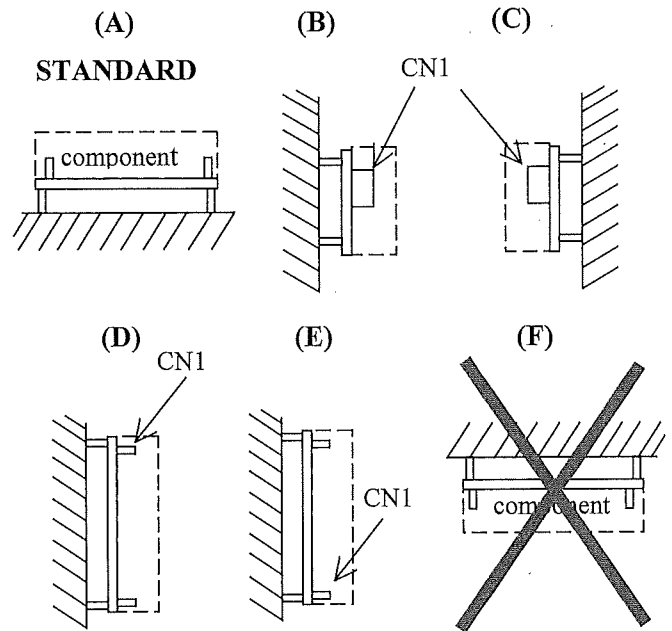 (A)
STANDARD
component
(B)
CN1
(C)
(D)
CN1
(E)
CN1
(F)
component